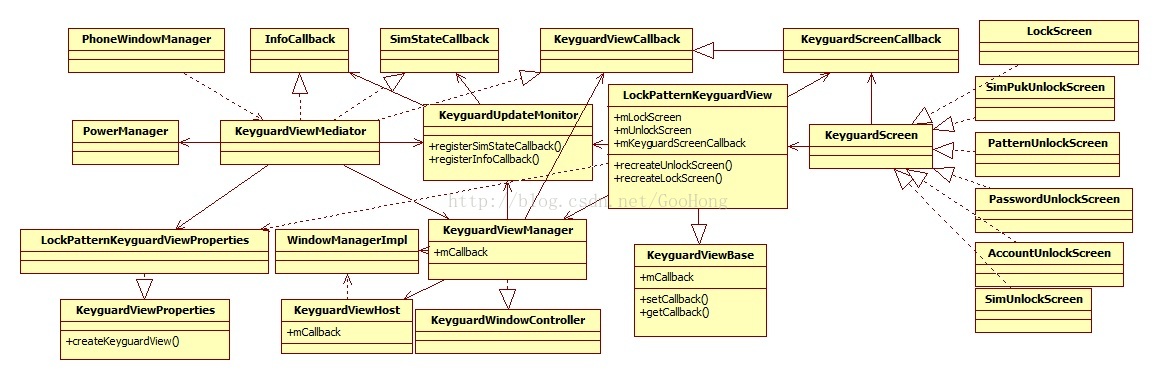 PhoneWindowManager
InfoCallback
SimStateCallback
KeyguardViewCallback
KeyguardScreenCallback
LockScreen
SimPukUnlockScreen
PatternUnlockScreen
PasswordUnlockScreen
AccountUnlockScreen
SimUnlockScreen
PowerManager
KeyguardViewMediator
KeyguardUpdateMonitor
+registerSimStateCallback()
+registerInfoCallback()
LockPatternKeyguardView
+mLockScreen
+mUnlockScreen
+mKeyguardScreenCallback
+recreateUnlockScreen()
+recreateLockScreen()
KeyguardScreen
http://blog.csdn.net/GooHong
LockPatternKeyguardViewProperties
WindowManagerImpl
KeyguardViewManager
+mCallback
KeyguardViewBase
+mCallback
+setCallback()
+getCallback()
KeyguardViewProperties
+createKeyguardView()
KeyguardViewHost
+mCallback
KeyguardWindowController